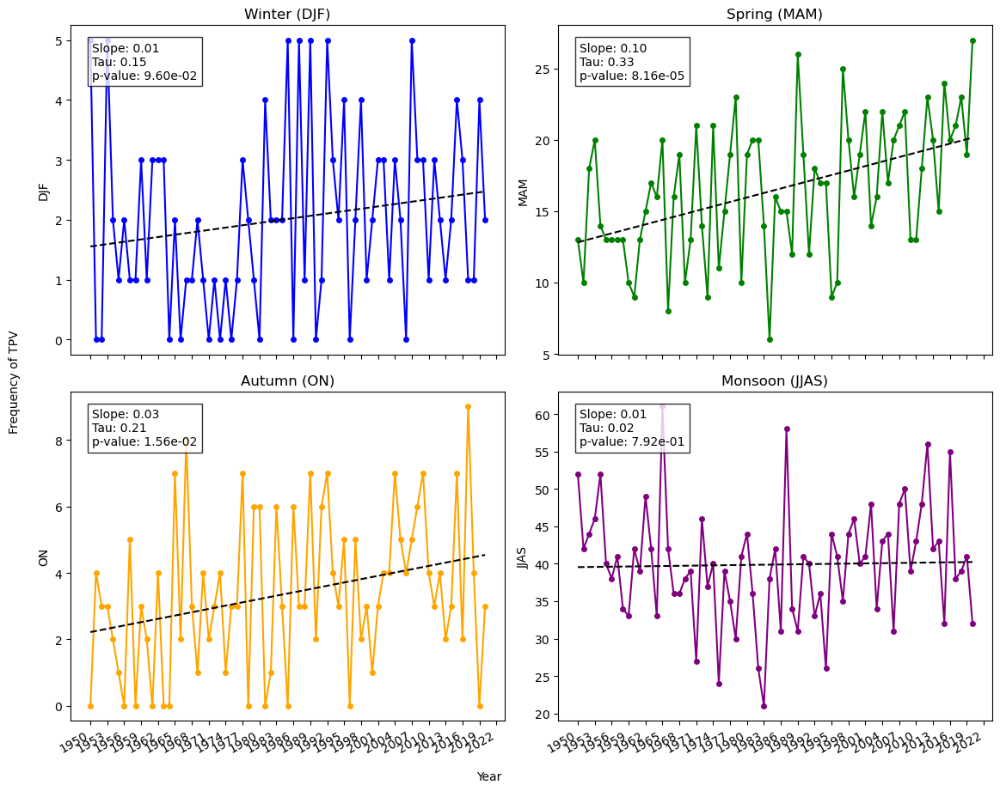 Winter (DJF)
Slope: 0.01
Tau: 0.15
p-value: 9.60e-02
5
4
3
2
1
0
DJF
Spring (MAM)
Slope: 0.10
Tau: 0.33
p-value: 8.16e-05
25
20
15
10
5
MAM
Frequency of TPV
Autumn (ON)
Slope: 0.03
Tau: 0.21
p-value: 1.56e-02
8
6
4
2
0
ON
1950 1953 1956 1959 1962 1965 1968 1971 1974 1977 1980 1983 1986 1989 1992 1995 1998 2001 2004 2007 2010 2013 2016 2019 2022
Monsoon (JJAS)
Slope: 0.01
Tau: 0.02
p-value: 7.92e-01
60
55
50
45
40
35
30
25
20
JJAS
1950 1953 1956 1959 1962 1965 1968 1971 1974 1977 1980 1983 1986 1989 1992 1995 1998 2001 2004 2007 2010 2013 2016 2019 2022
Year